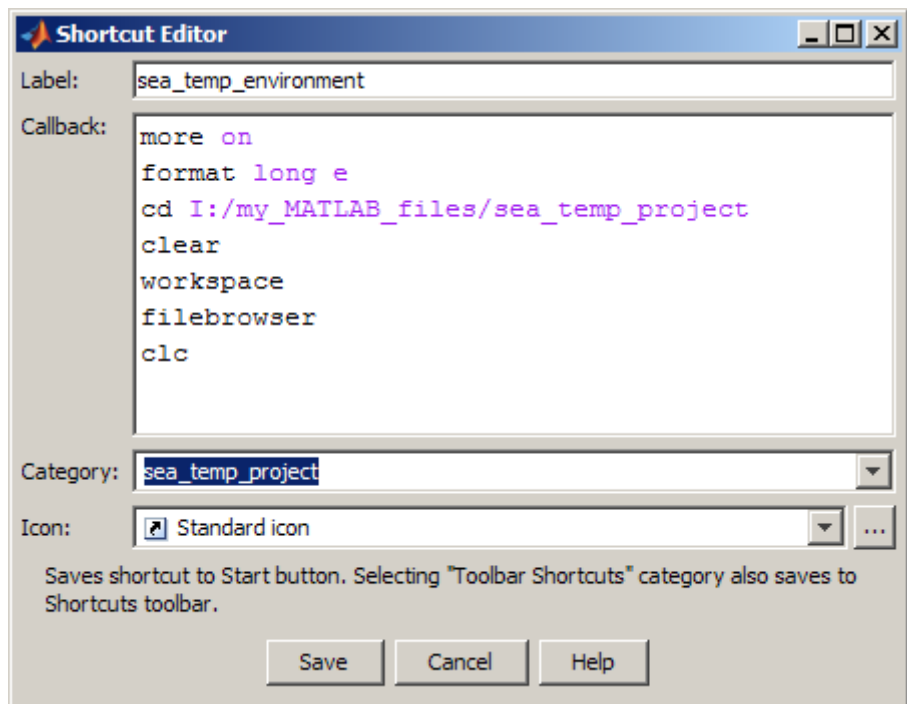 Shortcut Editor
Label: sea_temp_environment
Callback: more on
format long e
cd I:/my_MATLAB_files/sea_temp_project
clear
workspace
filebrowser
clc
Category: sea_temp_project
Icon: Standard icon ...
Saves shortcut to Start button. Selecting "Toolbar Shortcuts" category also saves to
Shortcuts toolbar.
Save Cancel Help